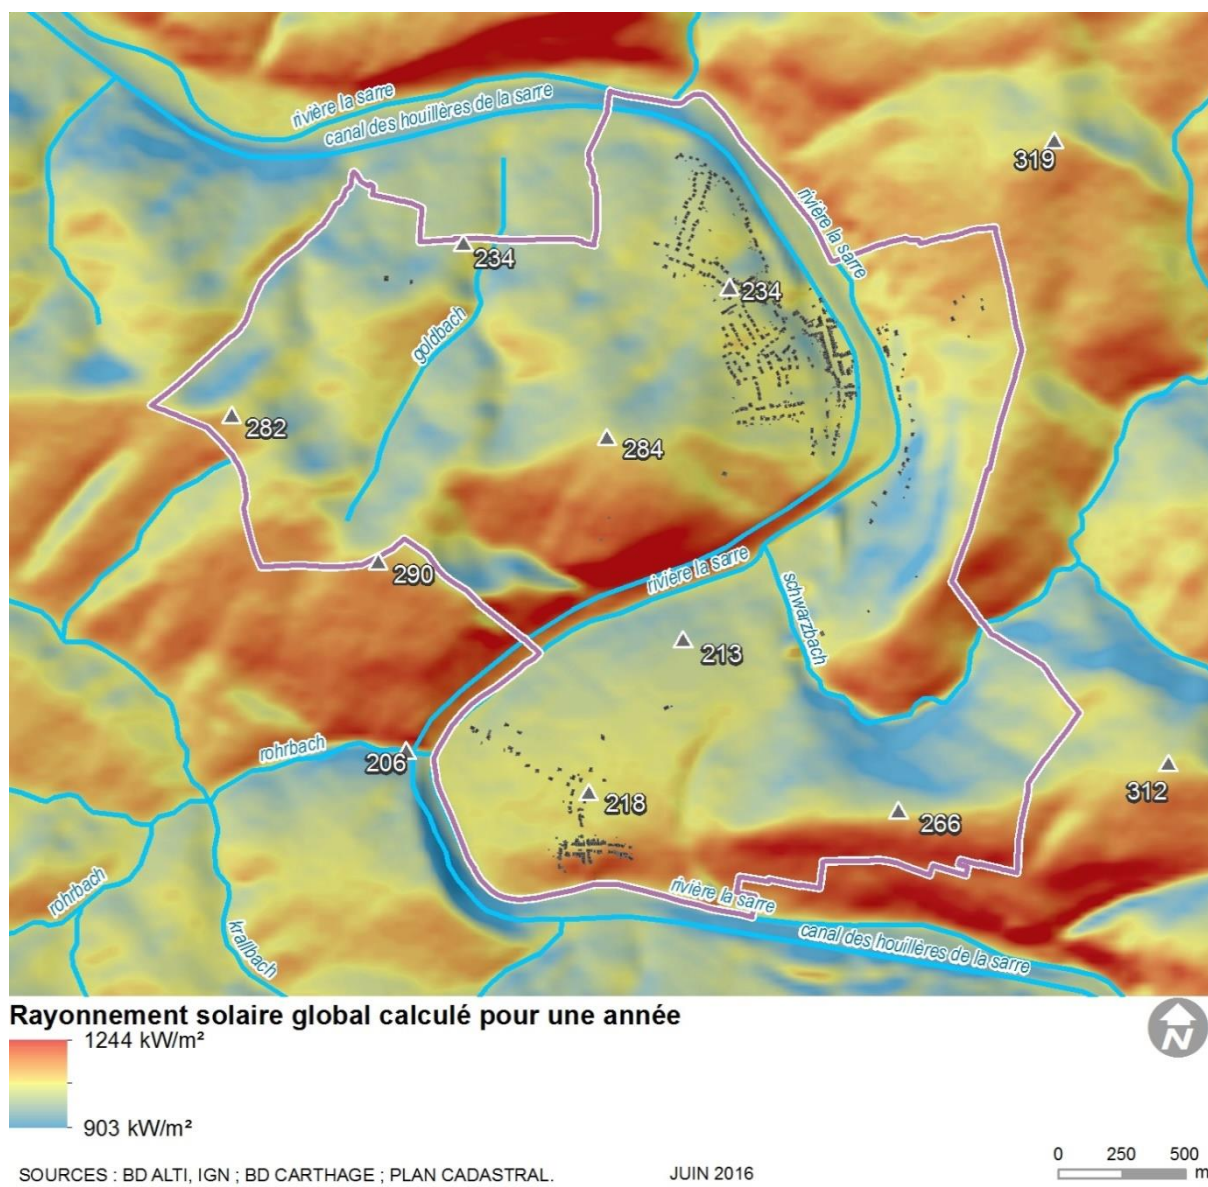 rivière la sarre
canal des houillères de la sarre
319
rivière la sarre
234
234
goldbach
282
284
290
rivière la sarre
schwarzbach
213
rohrbach
206
218
312
266
rohrbach
rivière la sarre
krallbach
canal des houillères de la sarre
Rayonnement solaire global calculé pour une année
1244 kW/m²
903 kW/m²
N
0 250 500
m
SOURCES : BD ALTI, IGN ; BD CARTHAGE ; PLAN CADASTRAL. JUIN 2016